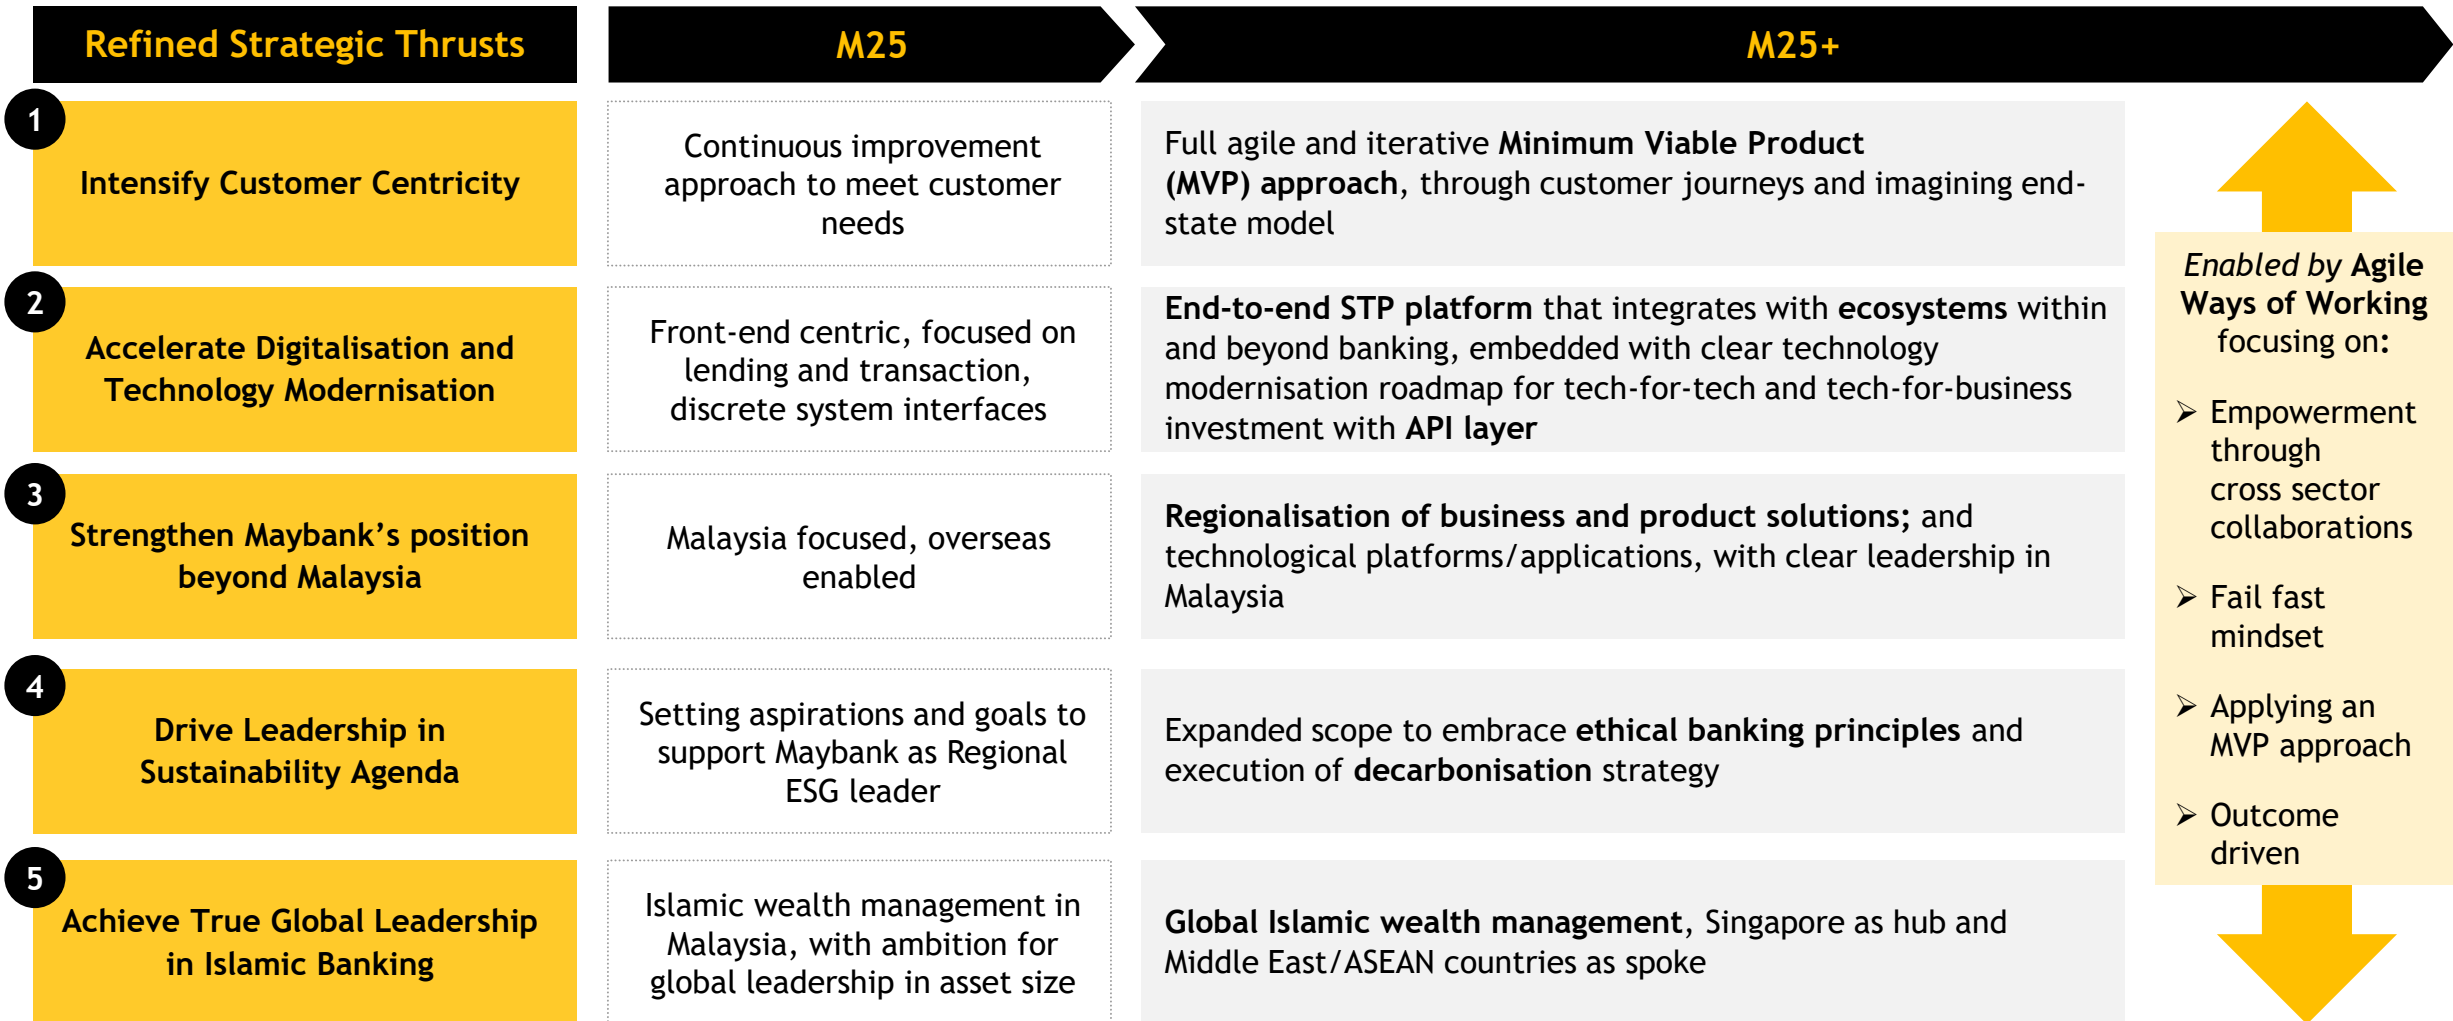 Refined Strategic Thrusts
M25
M25+
1
Intensify Customer Centricity
Continuous improvement
approach to meet customer
needs
Full agile and iterative Minimum Viable Product
(MVP) approach, through customer journeys and imagining end-
state model
2
Accelerate Digitalisation and
Technology Modernisation
Front-end centric, focused on
lending and transaction,
discrete system interfaces
End-to-end STP platform that integrates with ecosystems within
and beyond banking, embedded with clear technology
modernisation roadmap for tech-for-tech and tech-for-business
investment with API layer
3
Strengthen Maybank’s position
beyond Malaysia
Malaysia focused, overseas
enabled
Regionalisation of business and product solutions; and
technological platforms/applications, with clear leadership in
Malaysia
4
Drive Leadership in
Sustainability Agenda
Setting aspirations and goals to
support Maybank as Regional
ESG leader
Expanded scope to embrace ethical banking principles and
execution of decarbonisation strategy
5
Achieve True Global Leadership
in Islamic Banking
Islamic wealth management in
Malaysia, with ambition for
global leadership in asset size
Global Islamic wealth management, Singapore as hub and
Middle East/ASEAN countries as spoke
Enabled by Agile
Ways of Working
focusing on:
➢ Empowerment
through
cross sector
collaborations
➢ Fail fast
mindset
➢ Applying an
MVP approach
➢ Outcome
driven